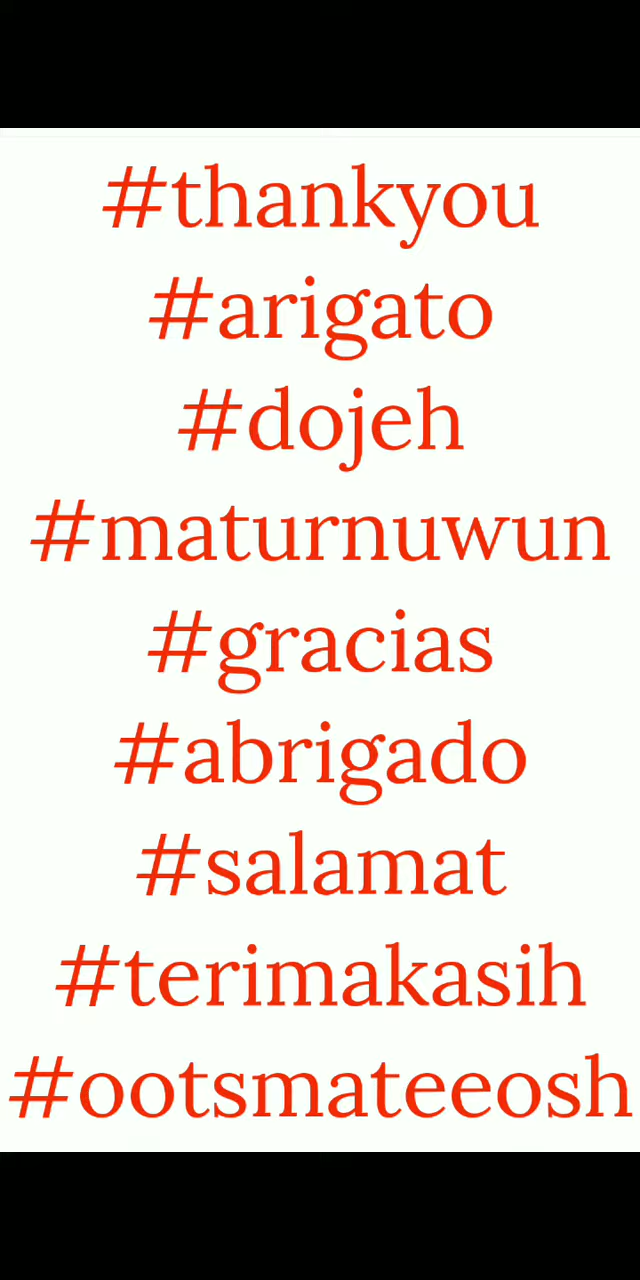 #thankyou
#arigato
#dojeh
#maturnuwun
#gracias
#abrigado
#salamat
#terimakasih
#ootsmateeosh